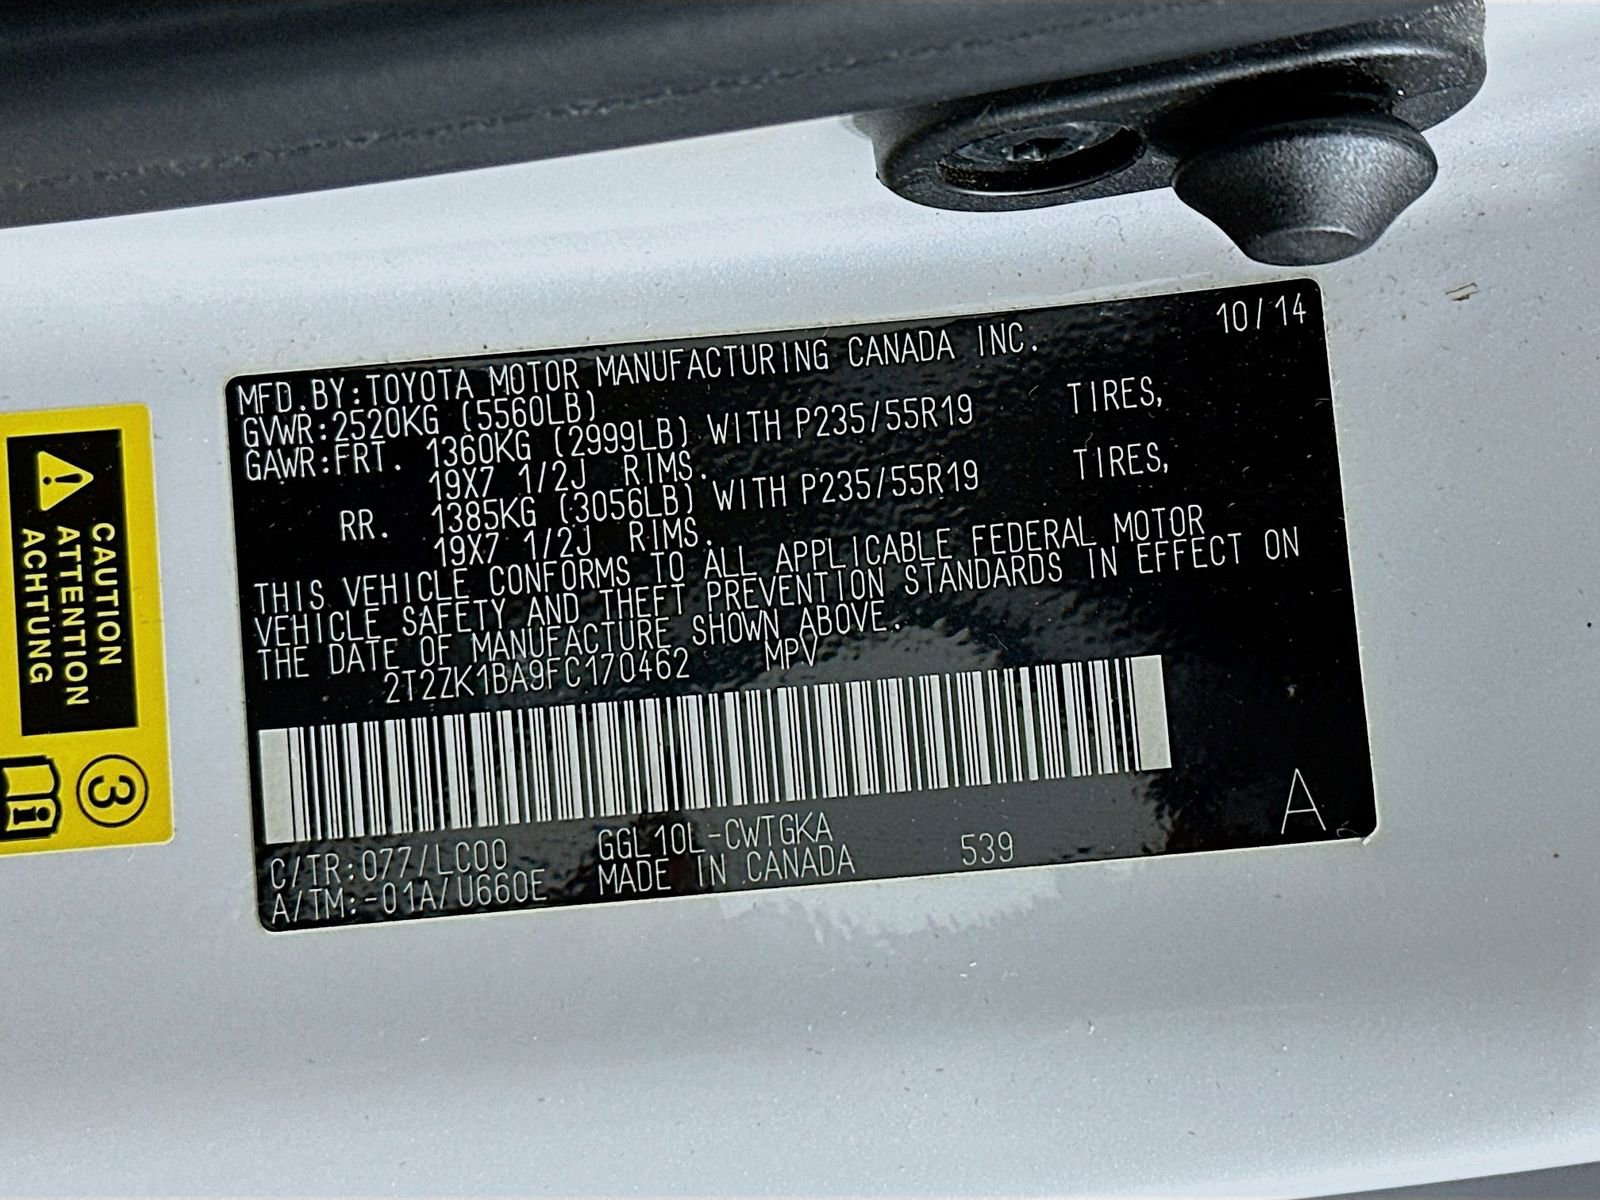 CAUTION
ATTENTION
ACHTUNG
3
i
MFD.BY:TOYOTA MOTOR MANUFACTURING CANADA INC. 10/14
GVWR:2520KG (5560LB)
GAWR:FRT. 1360KG (2999LB) WITH P235/55R19 TIRES,
19X7 1/2J RIMS.
RR. 1385KG (3056LB) WITH P235/55R19 TIRES,
19X7 1/2J RIMS.
THIS VEHICLE CONFORMS TO ALL APPLICABLE FEDERAL MOTOR
VEHICLE SAFETY AND THEFT PREVENTION STANDARDS IN EFFECT ON
THE DATE OF MANUFACTURE SHOWN ABOVE.
2T2ZK1BA9FC170462 MPV
C/TR:077/LC00 GGL10L-CWTGKA
A/TM:-01A/U660E MADE IN CANADA 539 A